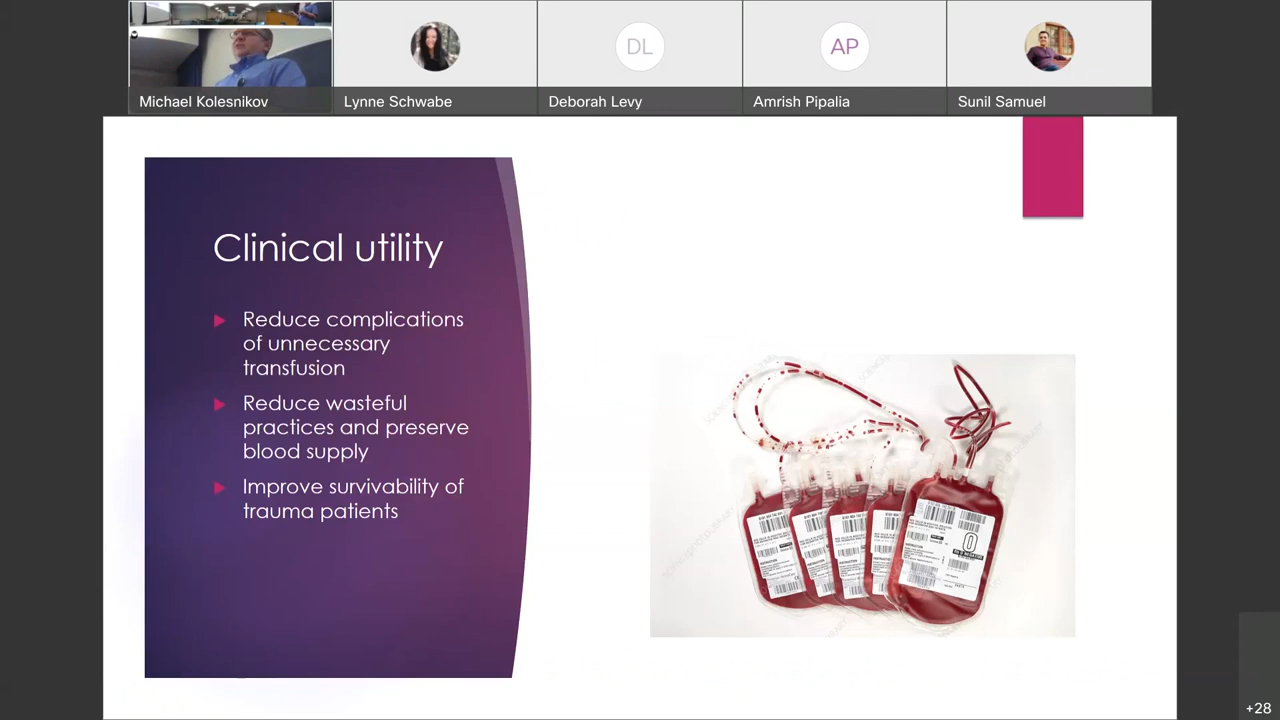 Michael Kolesnikov
Lynne Schwabe
DL
Deborah Levy
AP
Amrish Pipalia
Sunil Samuel
Clinical utility
Reduce complications
of unnecessary
transfusion
Reduce wasteful
practices and preserve
blood supply
Improve survivability of
trauma patients
O
+28